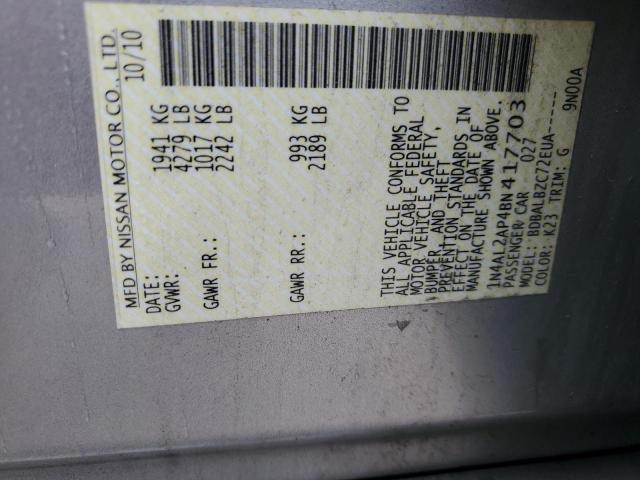 MFD BY NISSAN MOTOR CO., LTD.
DATE: 10/10
GVWR: 1941 KG
4279 LB
GAWR FR.: 1017 KG
2242 LB
GAWR RR.: 993 KG
2189 LB
THIS VEHICLE CONFORMS TO
ALL APPLICABLE FEDERAL
MOTOR VEHICLE SAFETY,
BUMPER, AND THEFT
PREVENTION STANDARDS IN
EFFECT ON THE DATE OF
MANUFACTURE SHOWN ABOVE.
1N4AL2AP4BN417703
PASSENGER CAR 027
MODEL: BDBALBZC72EUA-----
COLOR: K23 TRIM: G 9N00A